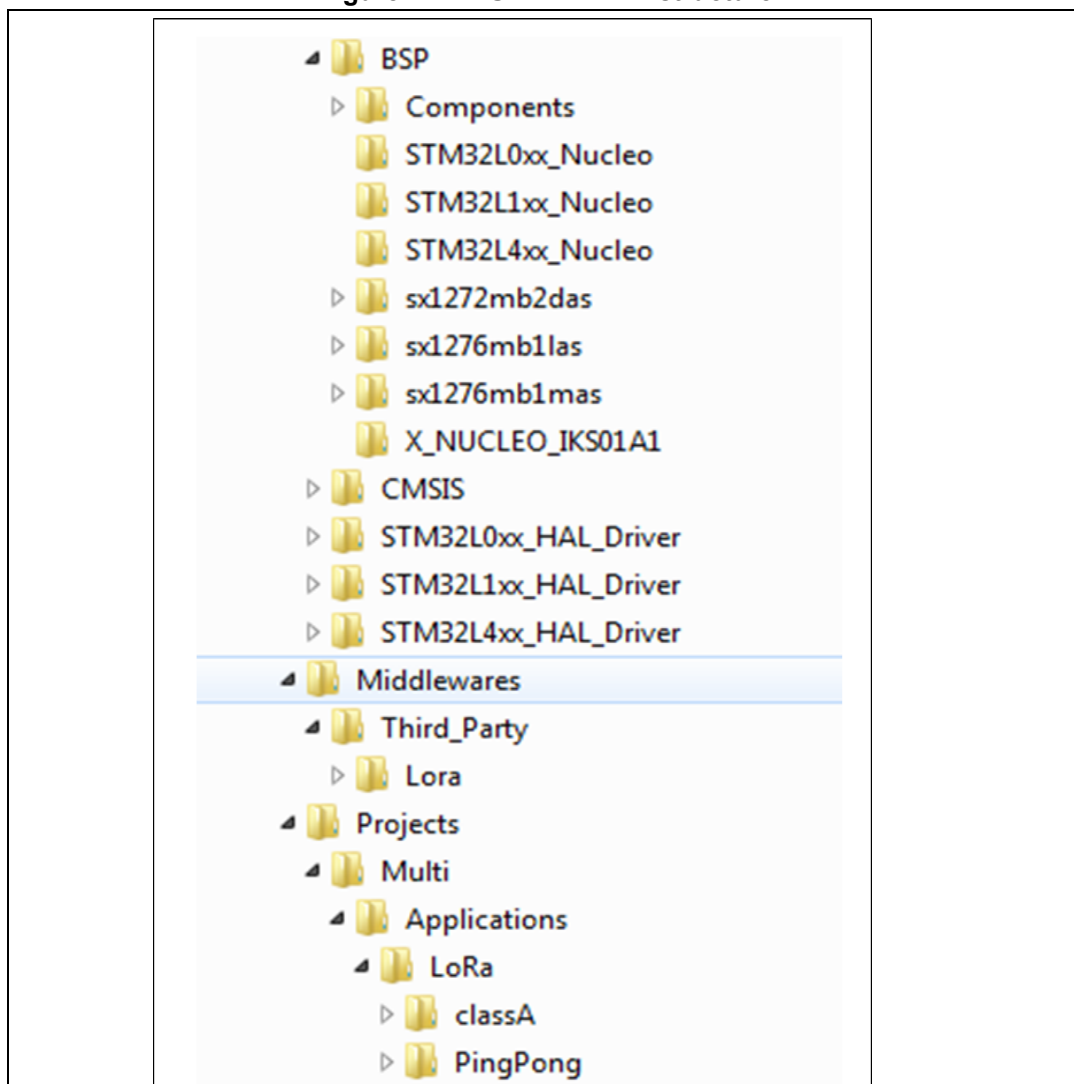 BSP
Components
STM32L0xx_Nucleo
STM32L1xx_Nucleo
STM32L4xx_Nucleo
sx1272mb2das
sx1276mb1las
sx1276mb1mas
X_NUCLEO_IKS01A1
CMSIS
STM32L0xx_HAL_Driver
STM32L1xx_HAL_Driver
STM32L4xx_HAL_Driver
Middlewares
Third_Party
Lora
Projects
Multi
Applications
LoRa
classA
PingPong